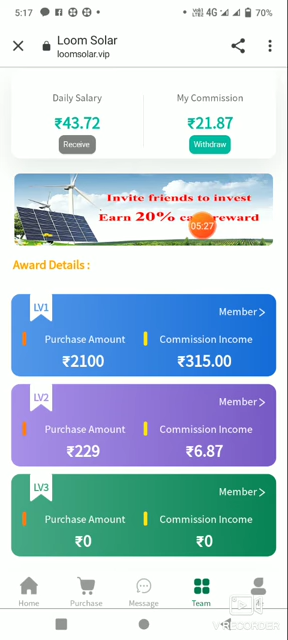 5:17
4G
70%
Loom Solar
loomsolar.vip
Daily Salary
My Commission
₹43.72
₹21.87
Receive
Withdraw
Invite friends to invest
Earn 20% ca reward
05:27
Award Details :
LV1
Member
Purchase Amount
Commission Income
₹2100
₹315.00
LV2
Member
Purchase Amount
Commission Income
₹229
₹6.87
LV3
Member
Purchase Amount
Commission Income
₹0
₹0
Home
Purchase
Message
Team
V RECORDER